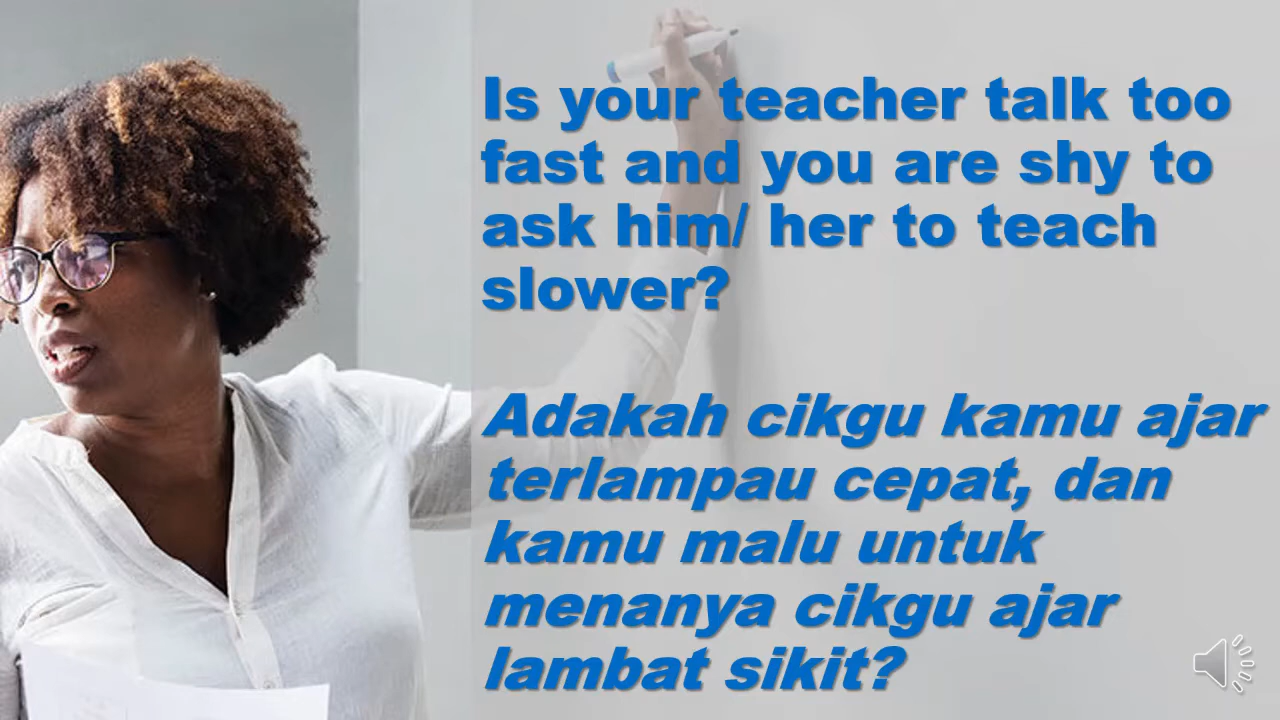 Is your teacher talk too
fast and you are shy to
ask him/ her to teach
slower?
Adakah cikgu kamu ajar
terlampau cepat, dan
kamu malu untuk
menanya cikgu ajar
lambat sikit?